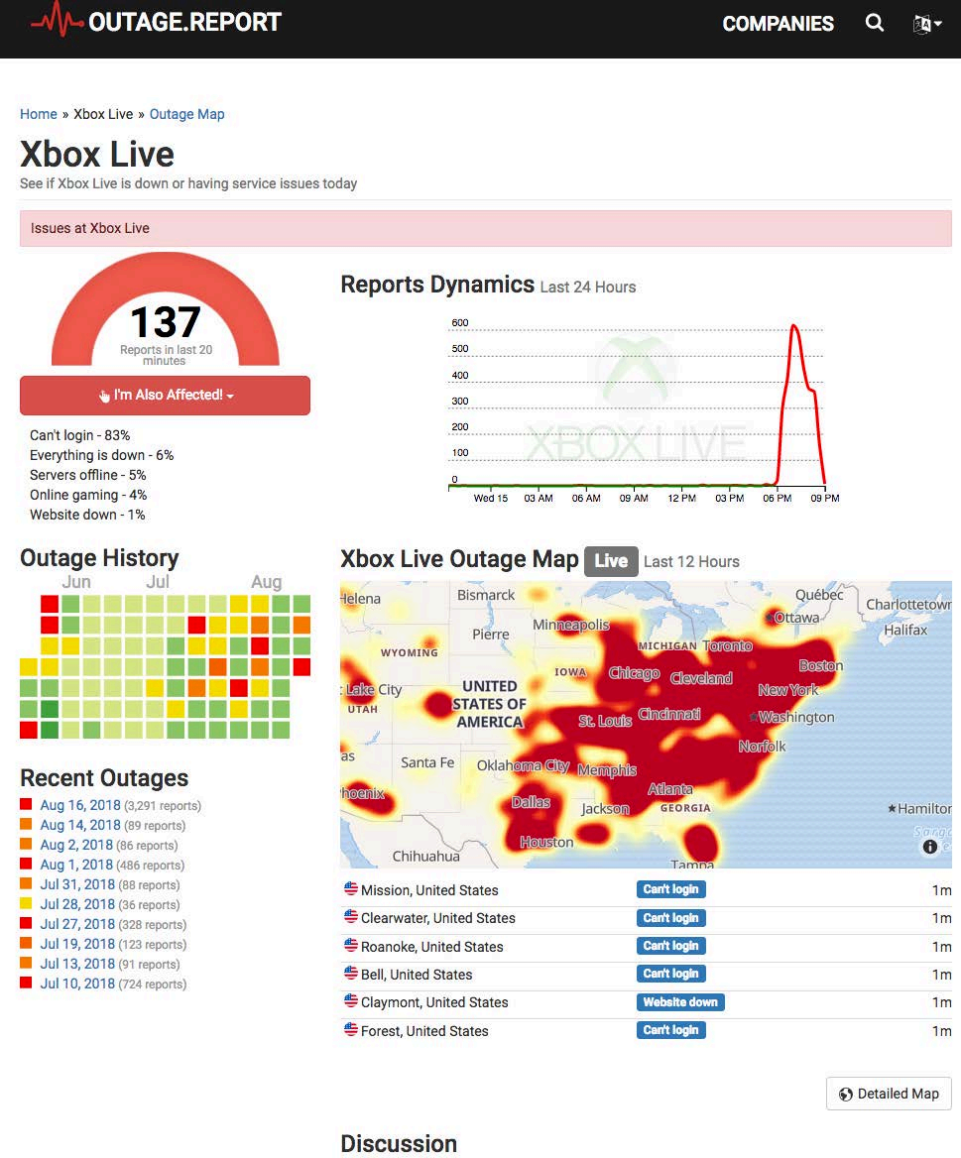 OUTAGE.REPORT
COMPANIES
Home » Xbox Live » Outage Map
Xbox Live
See if Xbox Live is down or having service issues today
Issues at Xbox Live
137
Reports in last 20
minutes
I'm Also Affected!
Can't login - 83%
Everything is down - 6%
Servers offline - 5%
Online gaming - 4%
Website down - 1%
Reports Dynamics Last 24 Hours
600
500
400
300
200
100
0
XBOX LIVE
Wed 15 03 AM 06 AM 09 AM 12 PM 03 PM 06 PM 09 PM
Outage History
Jun Jul Aug
Recent Outages
Aug 16, 2018 (3,291 reports)
Aug 14, 2018 (89 reports)
Aug 2, 2018 (86 reports)
Aug 1, 2018 (486 reports)
Jul 31, 2018 (88 reports)
Jul 28, 2018 (36 reports)
Jul 27, 2018 (328 reports)
Jul 19, 2018 (123 reports)
Jul 13, 2018 (91 reports)
Jul 10, 2018 (724 reports)
Xbox Live Outage Map Live Last 12 Hours
Helena
Bismarck
Québec
Charlottetown
Minneapolis
Ottawa
Pierre
Halifax
WYOMING
MICHIGAN
Toronto
IOWA
Chicago
Cleveland
Boston
Lake City
UNITED
STATES OF
AMERICA
New York
UTAH
St. Louis
Cincinnati
Washington
Norfolk
as
Santa Fe
Oklahoma City
Memphis
hoenix
Atlanta
Dallas
Jackson
GEORGIA
Hamilton
Houston
Chihuahua
Tampa
Mission, United States Can't login 1m
Clearwater, United States Can't login 1m
Roanoke, United States Can't login 1m
Bell, United States Can't login 1m
Claymont, United States Website down 1m
Forest, United States Can't login 1m
Detailed Map
Discussion